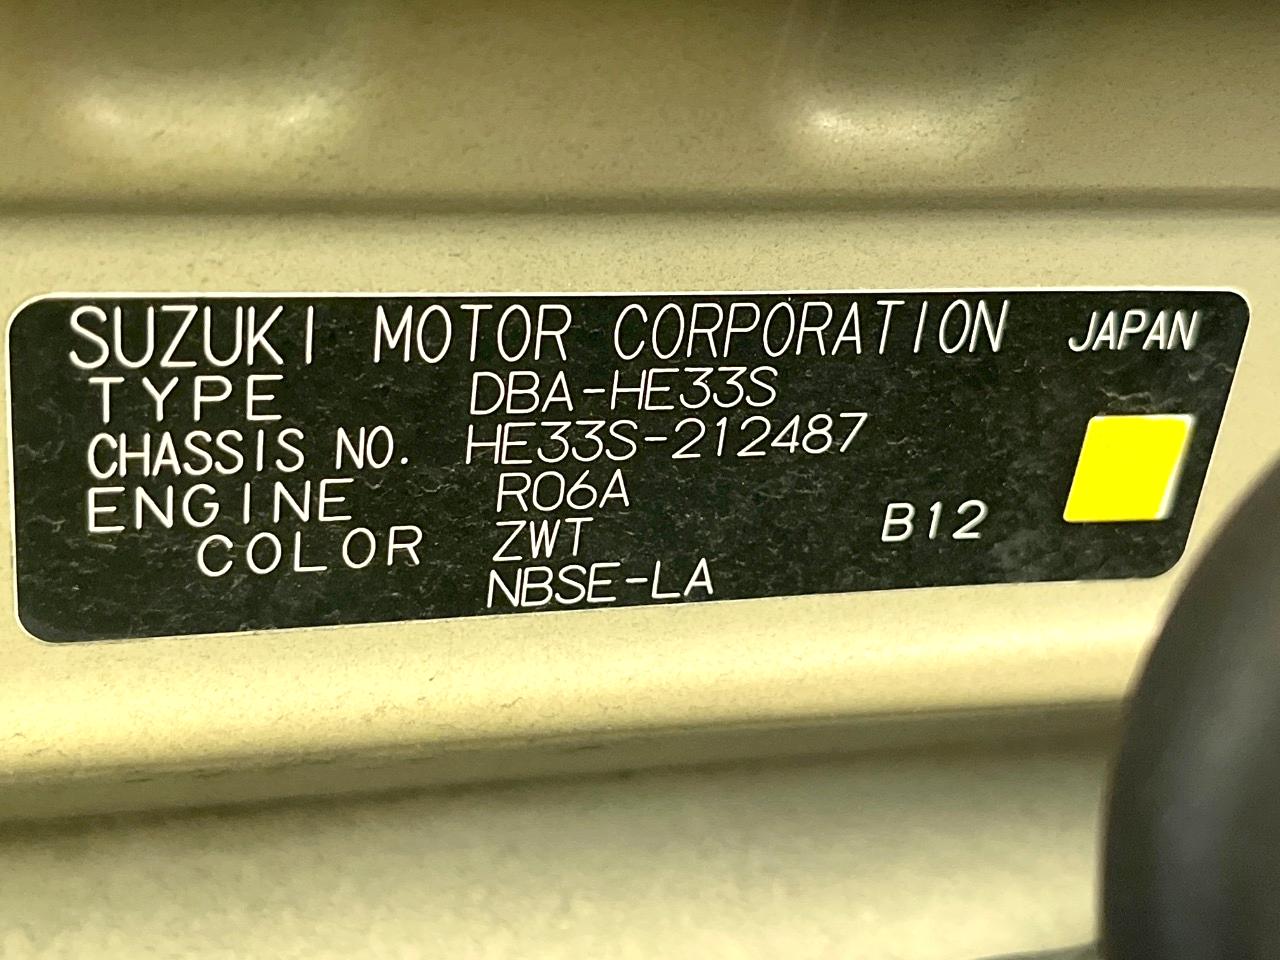 SUZUKI MOTOR CORPORATION JAPAN
TYPE DBA-HE33S
CHASSIS NO. HE33S-212487
ENGINE R06A
COLOR ZWT B12
NBSE-LA